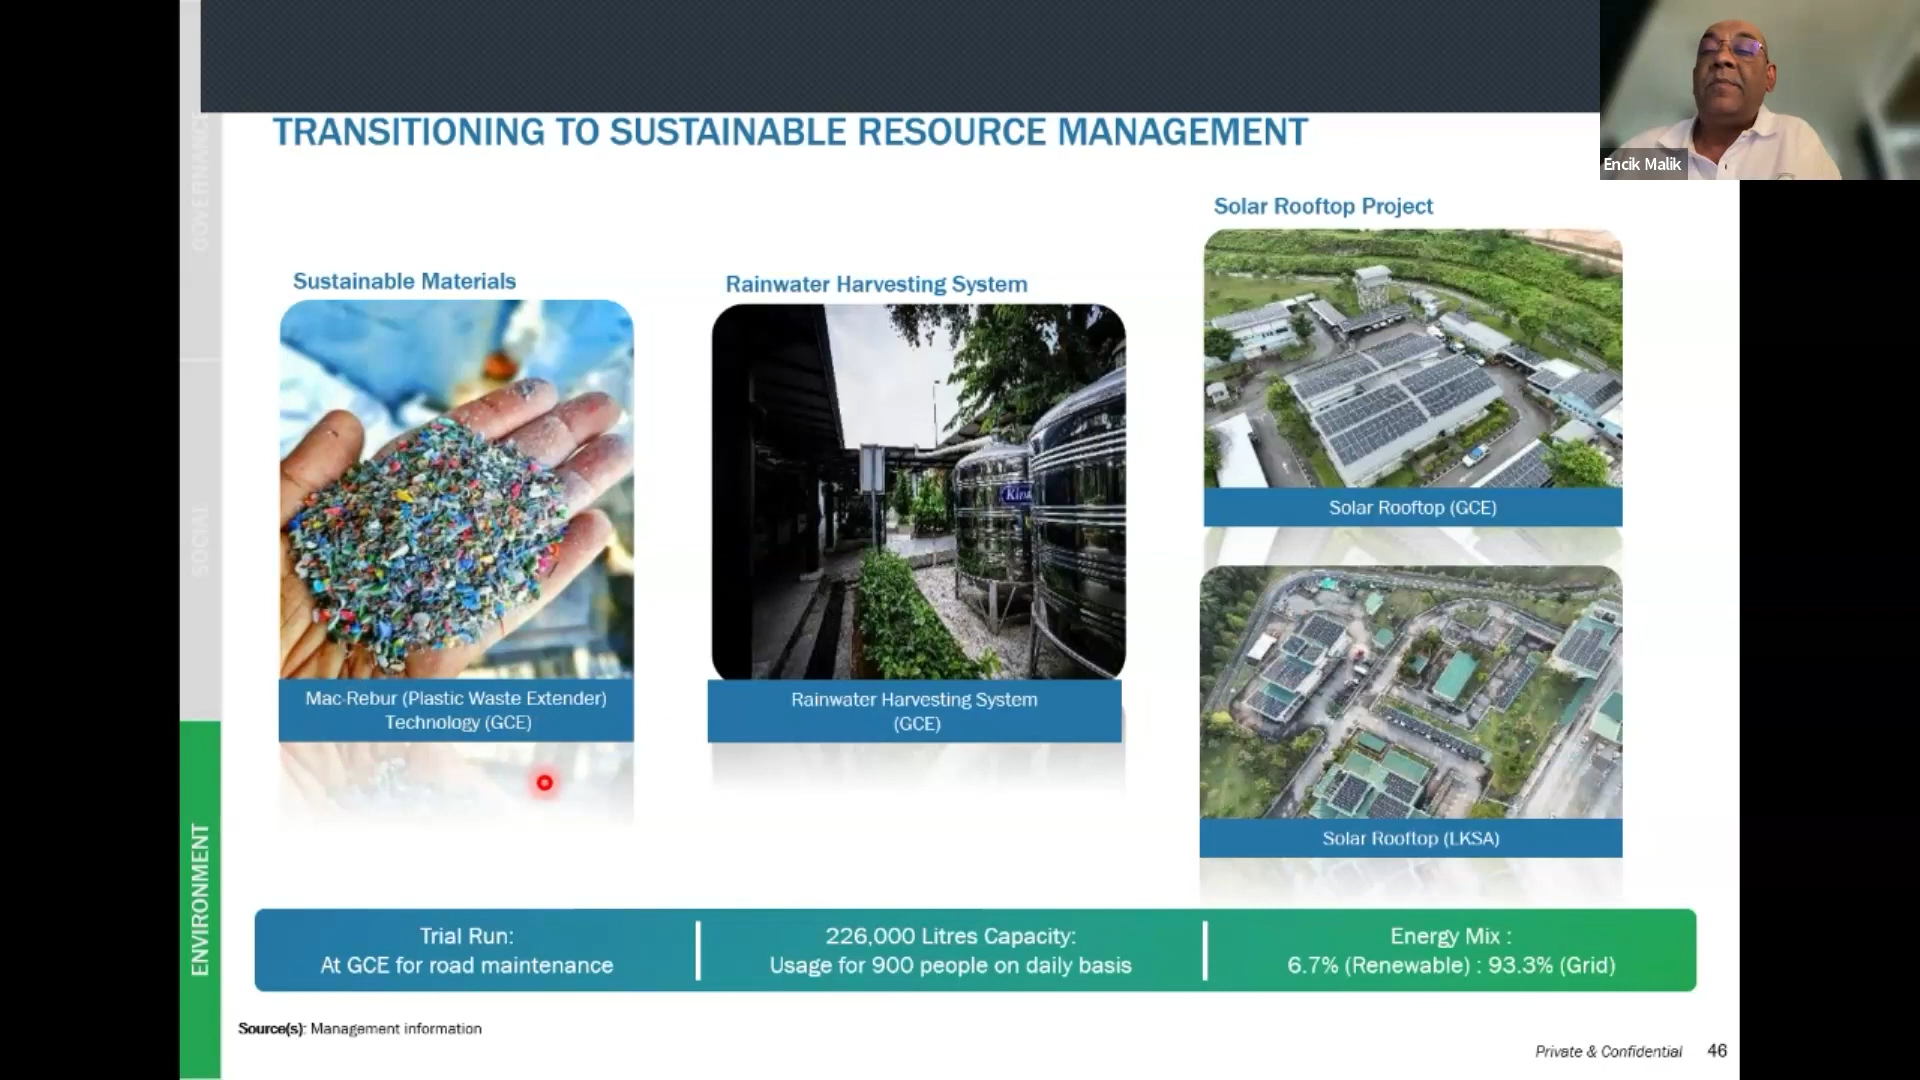 Encik Malik
GOVERNANCE
SOCIAL
ENVIRONMENT
TRANSITIONING TO SUSTAINABLE RESOURCE MANAGEMENT
Sustainable Materials
Mac-Rebur (Plastic Waste Extender)
Technology (GCE)
Rainwater Harvesting System
Rainwater Harvesting System
(GCE)
Solar Rooftop Project
Solar Rooftop (GCE)
Solar Rooftop (LKSA)
Trial Run:
At GCE for road maintenance
226,000 Litres Capacity:
Usage for 900 people on daily basis
Energy Mix :
6.7% (Renewable) : 93.3% (Grid)
Source(s): Management information
Private & Confidential 46